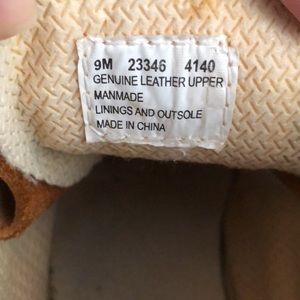 9M 23346 4140
GENUINE LEATHER UPPER
MANMADE
LININGS AND OUTSOLE
MADE IN CHINA